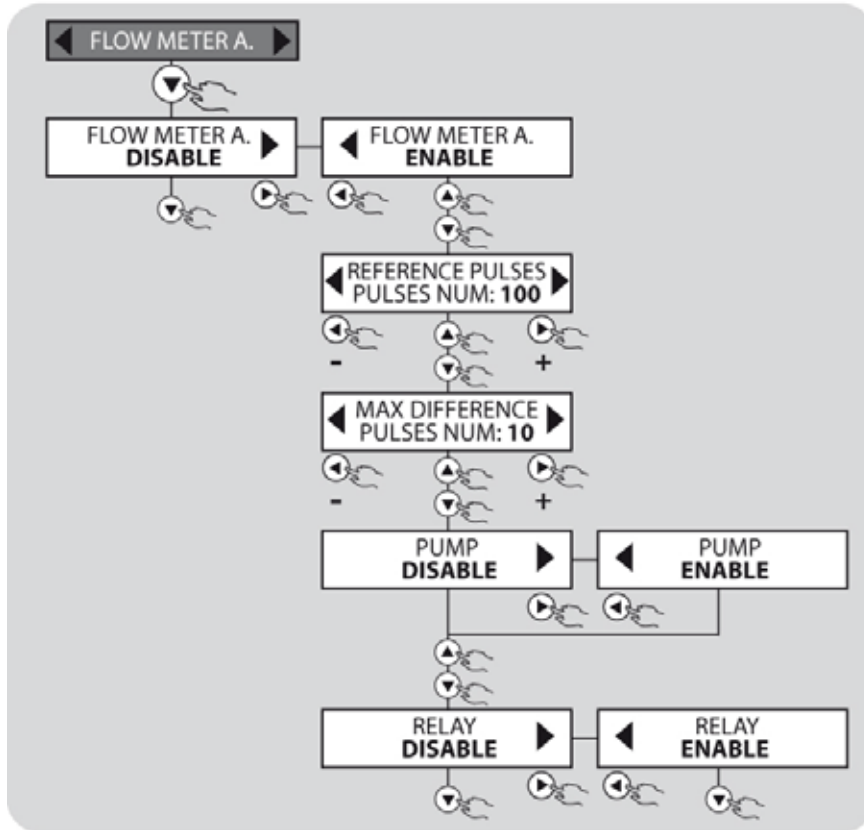 FLOW METER A.
FLOW METER A.
DISABLE
FLOW METER A.
ENABLE
REFERENCE PULSES
PULSES NUM: 100
- +
MAX DIFFERENCE
PULSES NUM: 10
- +
PUMP
DISABLE
PUMP
ENABLE
RELAY
DISABLE
RELAY
ENABLE